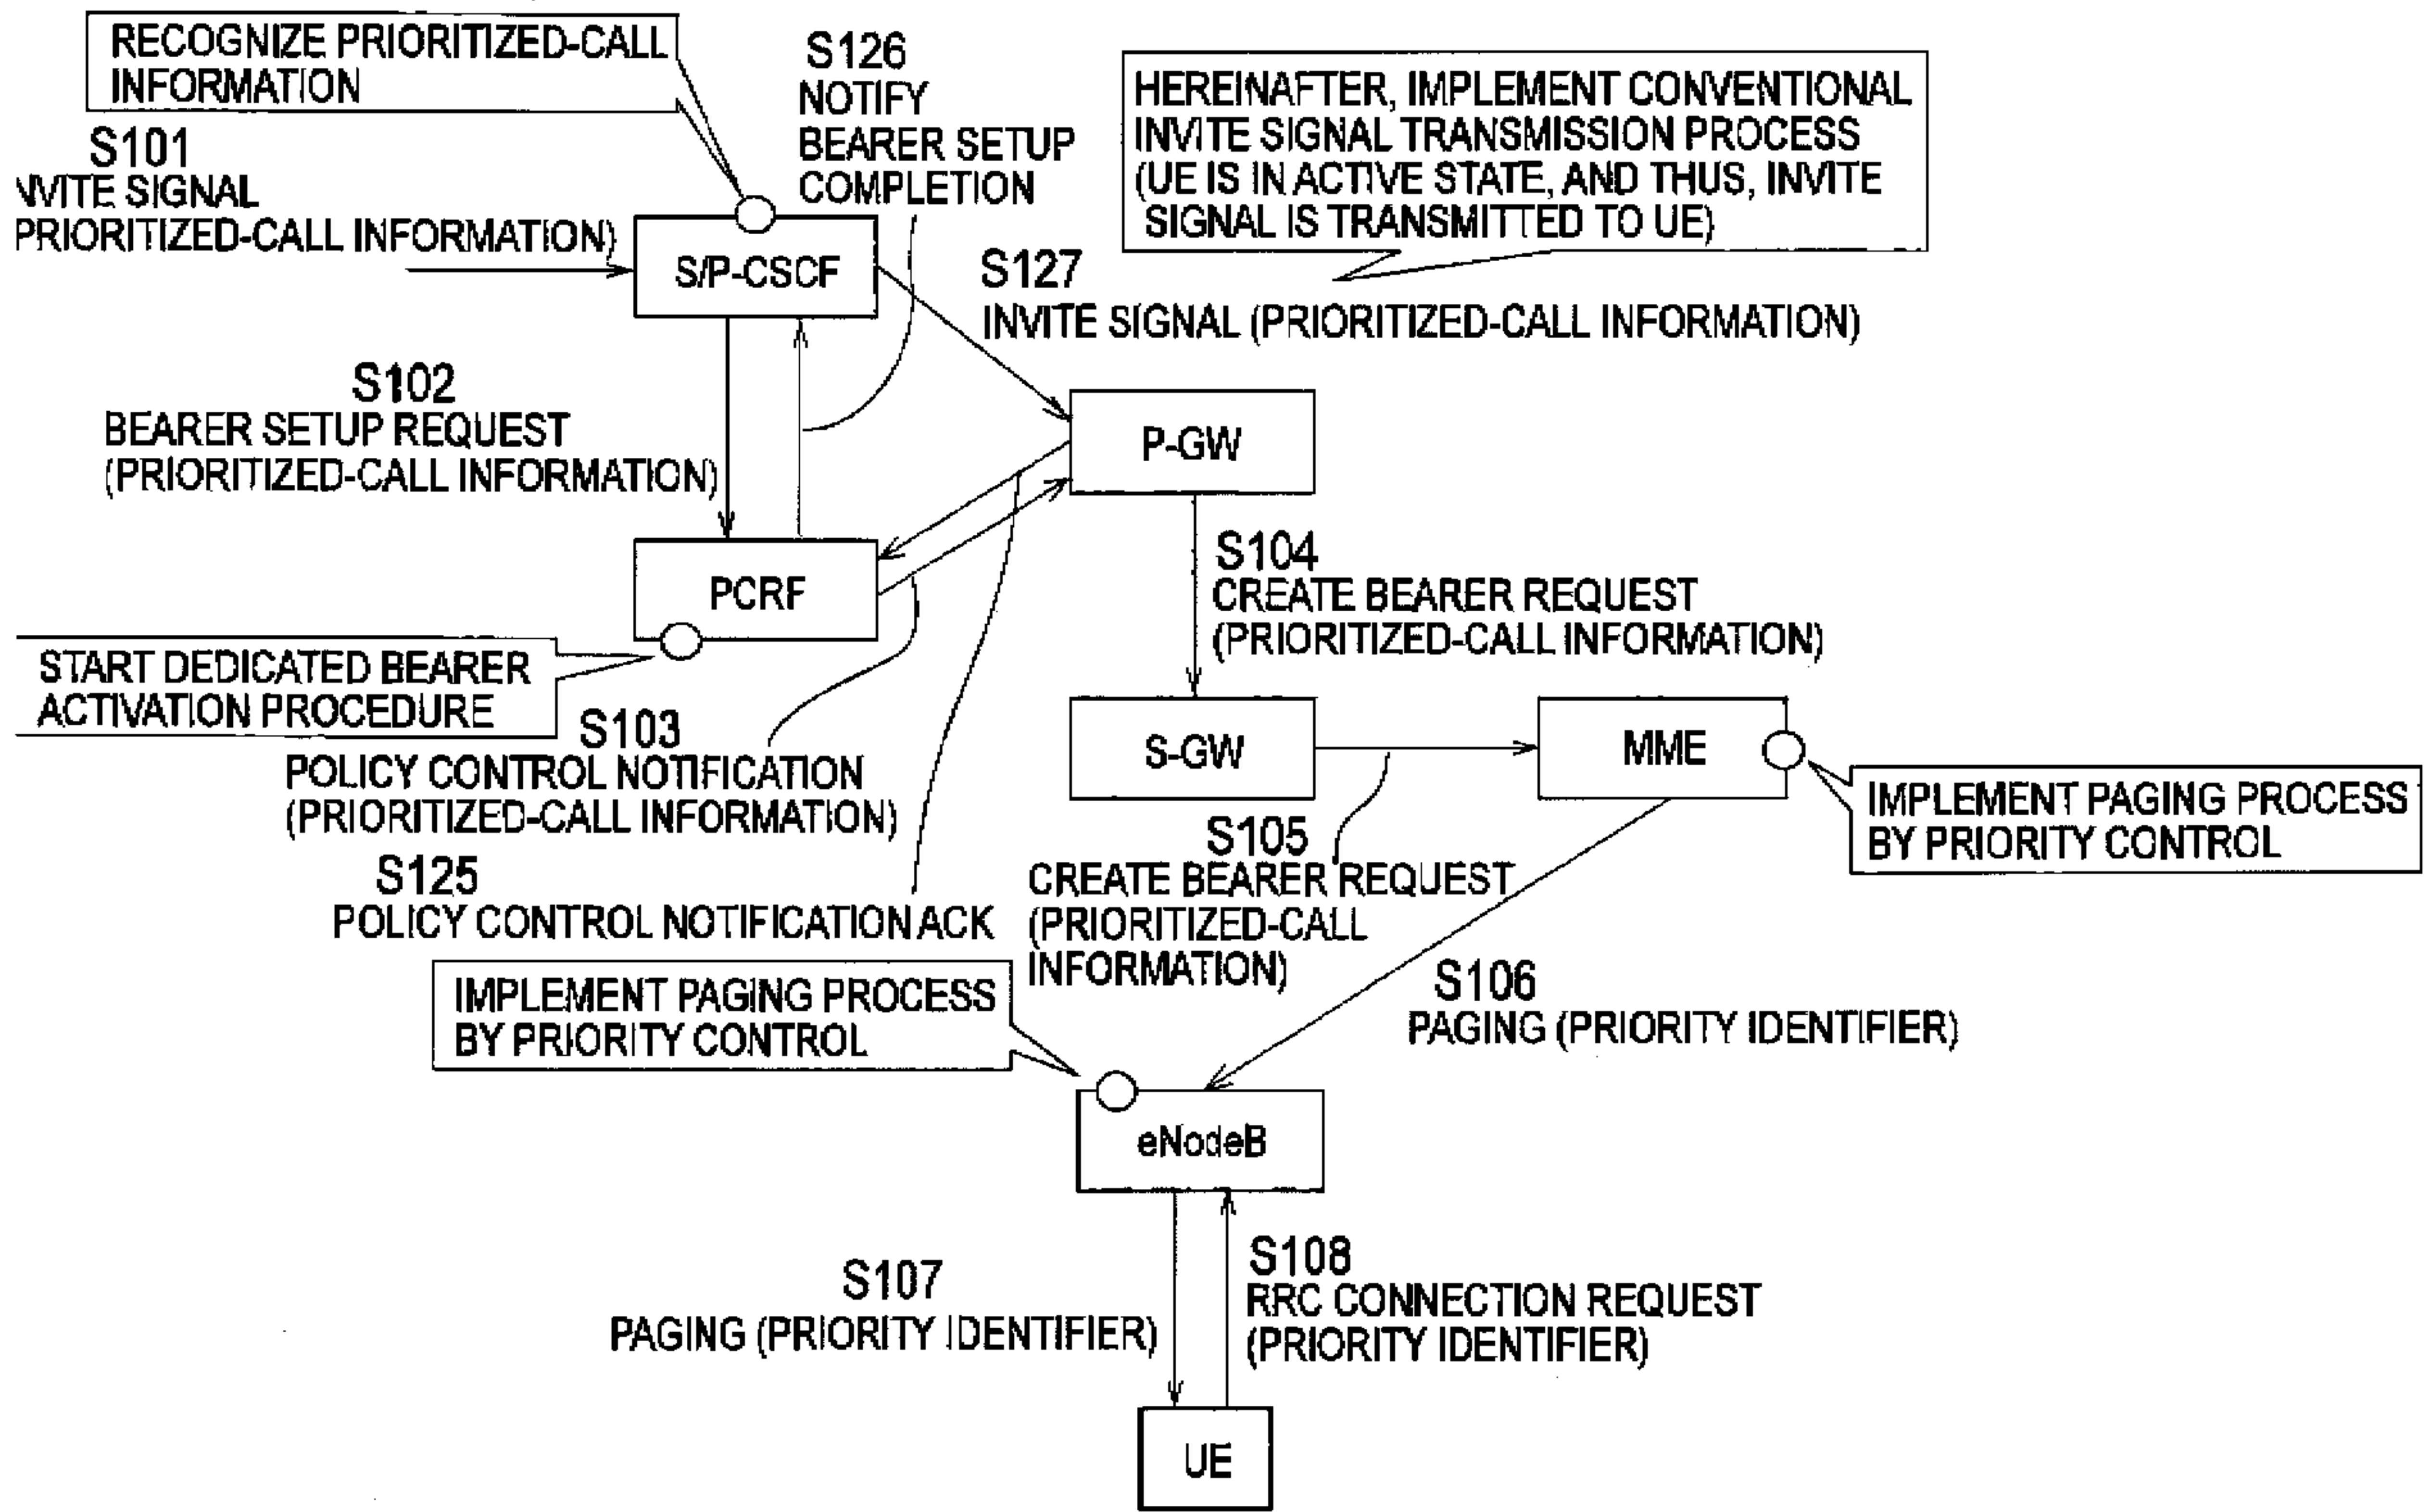 RECOGNIZE PRIORITIZED-CALL
INFORMATION
S101
SIGNAL
PRIORITIZED-CALL INFORMATION)
S126
NOTIFY
BEARER SETUP
COMPLETION
HEREINAFTER, IMPLEMENT CONVENTIONAL
INVITE SIGNAL TRANSMISSION PROCESS
(UE IS IN ACTIVE STATE, AND THUS, INVITE
SIGNAL IS TRANSMITTED TO UE)
S/P-CSCF
S127
INVITE SIGNAL (PRIORITIZED-CALL INFORMATION)
S102
BEARER SETUP REQUEST
(PRIORITIZED-CALL INFORMATION)
P-GW
PCRF
S104
CREATE BEARER REQUEST
(PRIORITIZED-CALL INFORMATION)
START DEDICATED BEARER
ACTIVATION PROCEDURE
S103
POLICY CONTROL NOTIFICATION
(PRIORITIZED-CALL INFORMATION)
S-GW
MME
IMPLEMENT PAGING PROCESS
BY PRIORITY CONTROL
S125
POLICY CONTROL NOTIFICATION ACK
S105
CREATE BEARER REQUEST
(PRIORITIZED-CALL
INFORMATION)
IMPLEMENT PAGING PROCESS
BY PRIORITY CONTROL
S106
PAGING (PRIORITY IDENTIFIER)
eNodeB
S107
PAGING (PRIORITY IDENTIFIER)
S108
RRC CONNECTION REQUEST
(PRIORITY IDENTIFIER)
UE